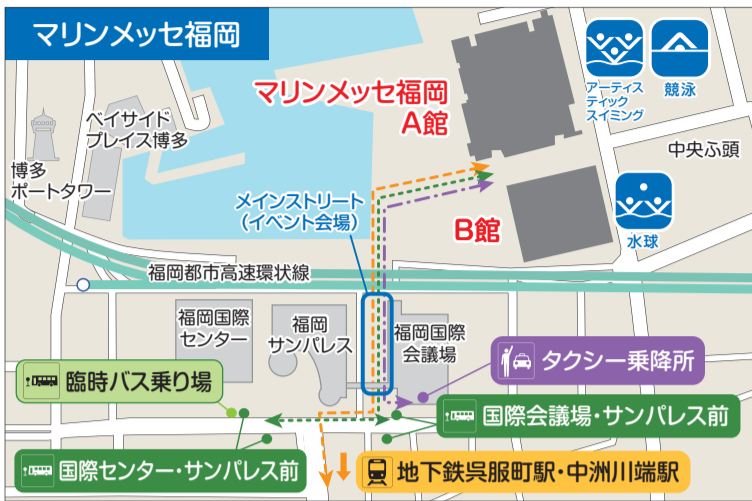 マリンメッセ福岡
マリンメッセ福岡
A館
アーティス
ティック
スイミング
競泳
ベイサイド
プレイス博多
博多
ポートタワー
中央ふ頭
メインストリート
（イベント会場）
B館
水球
福岡都市高速環状線
福岡国際
センター
福岡
サンパレス
福岡国際
会議場
タクシー乗降所
臨時バス乗り場
国際会議場・サンパレス前
国際センター・サンパレス前
地下鉄呉服町駅・中洲川端駅